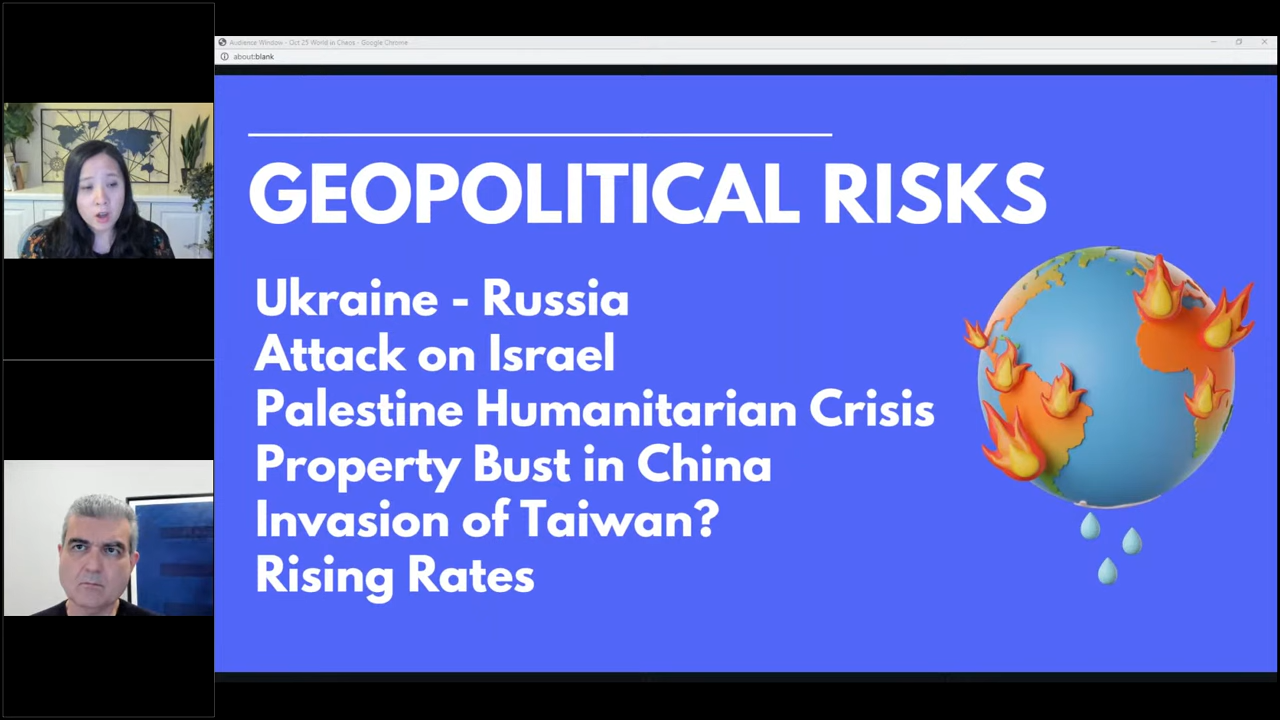 Audience Window - Oct 25 World in Chaos - Google Chrome
about:blank
GEOPOLITICAL RISKS
Ukraine - Russia
Attack on Israel
Palestine Humanitarian Crisis
Property Bust in China
Invasion of Taiwan?
Rising Rates